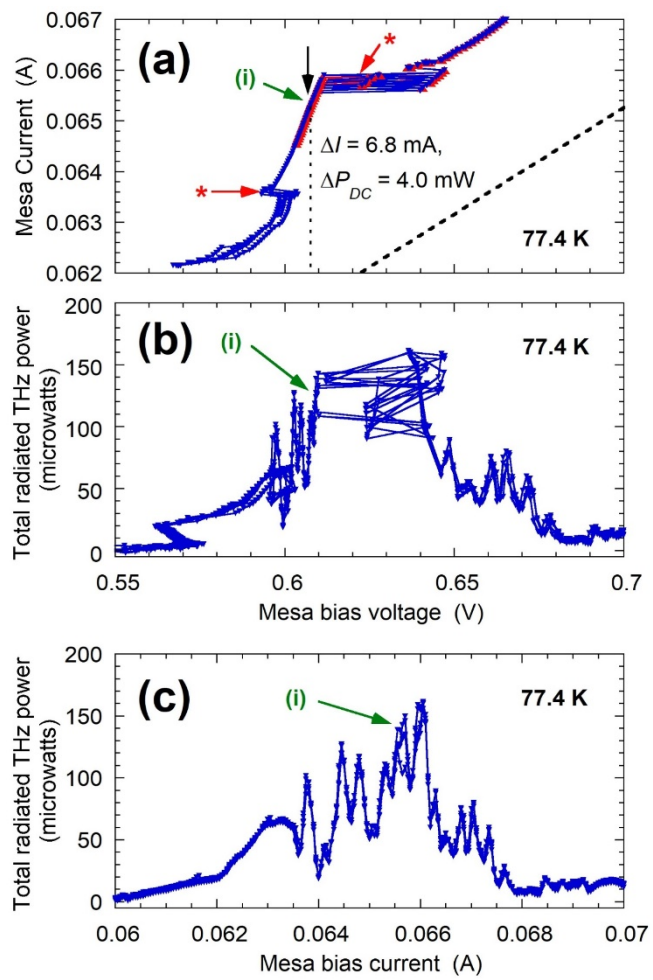 (a)
(i)
*
*
ΔI = 6.8 mA,
ΔP_DC = 4.0 mW
77.4 K
Mesa Current (A)
0.067
0.066
0.065
0.064
0.063
0.062
(b)
(i)
77.4 K
Total radiated THz power
(microwatts)
200
150
100
50
0
0.55
0.6
0.65
0.7
Mesa bias voltage (V)
(c)
(i)
77.4 K
Total radiated THz power
(microwatts)
200
150
100
50
0
0.06
0.062
0.064
0.066
0.068
0.07
Mesa bias current (A)